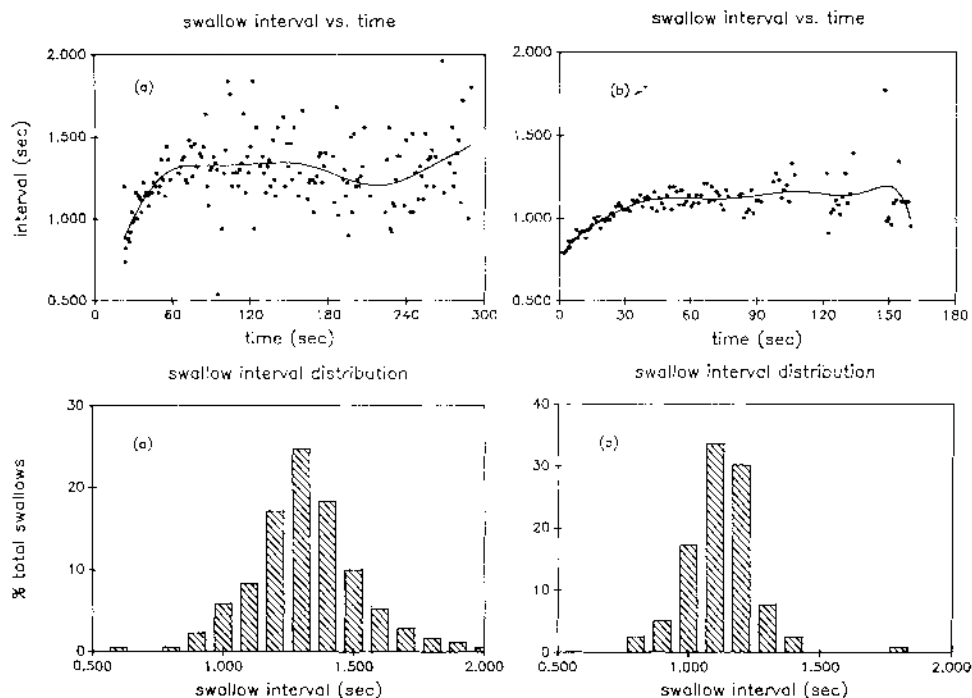 swallow interval vs. time
swallow interval vs. time
2.000
1.500
1.000
0.500
interval (sec)
(a)
0 60 120 180 240 300
time (sec)
2.000
1.500
1.000
0.500
(b)
0 30 60 90 120 150 180
time (sec)
swallow interval distribution
swallow interval distribution
30
20
10
0
% total swallows
(a)
0.500 1.000 1.500 2.000
swallow interval (sec)
40
30
20
10
0
0.500 1.000 1.500 2.000
swallow interval (sec)